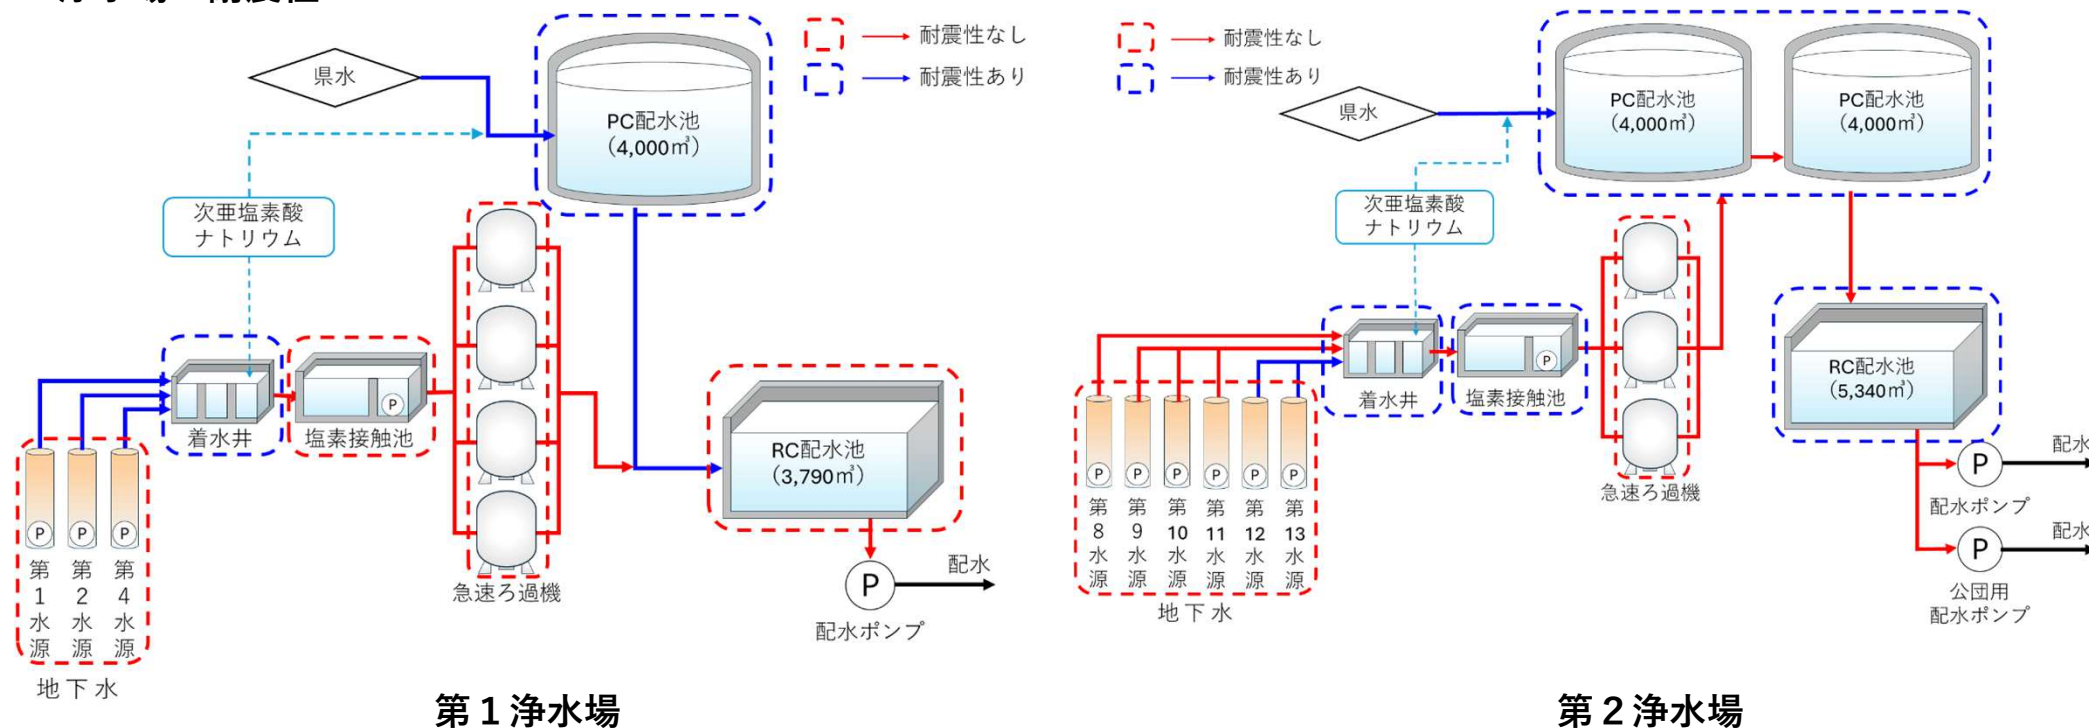 県水
PC配水池
（4,000㎥）
耐震性なし
耐震性あり
次亜塩素酸
ナトリウム
着水井
P
塩素接触池
急速ろ過機
RC配水池
（3,790㎥）
P
配水
配水ポンプ
P
P
P
第1水源
第2水源
第4水源
地下水
第１浄水場
耐震性なし
耐震性あり
県水
PC配水池
（4,000㎥）
PC配水池
（4,000㎥）
次亜塩素酸
ナトリウム
着水井
P
塩素接触池
急速ろ過機
RC配水池
（5,340㎥）
P
配水
配水ポンプ
P
配水
公団用
配水ポンプ
P
P
P
P
P
P
第8水源
第9水源
第10水源
第11水源
第12水源
第13水源
地下水
第２浄水場